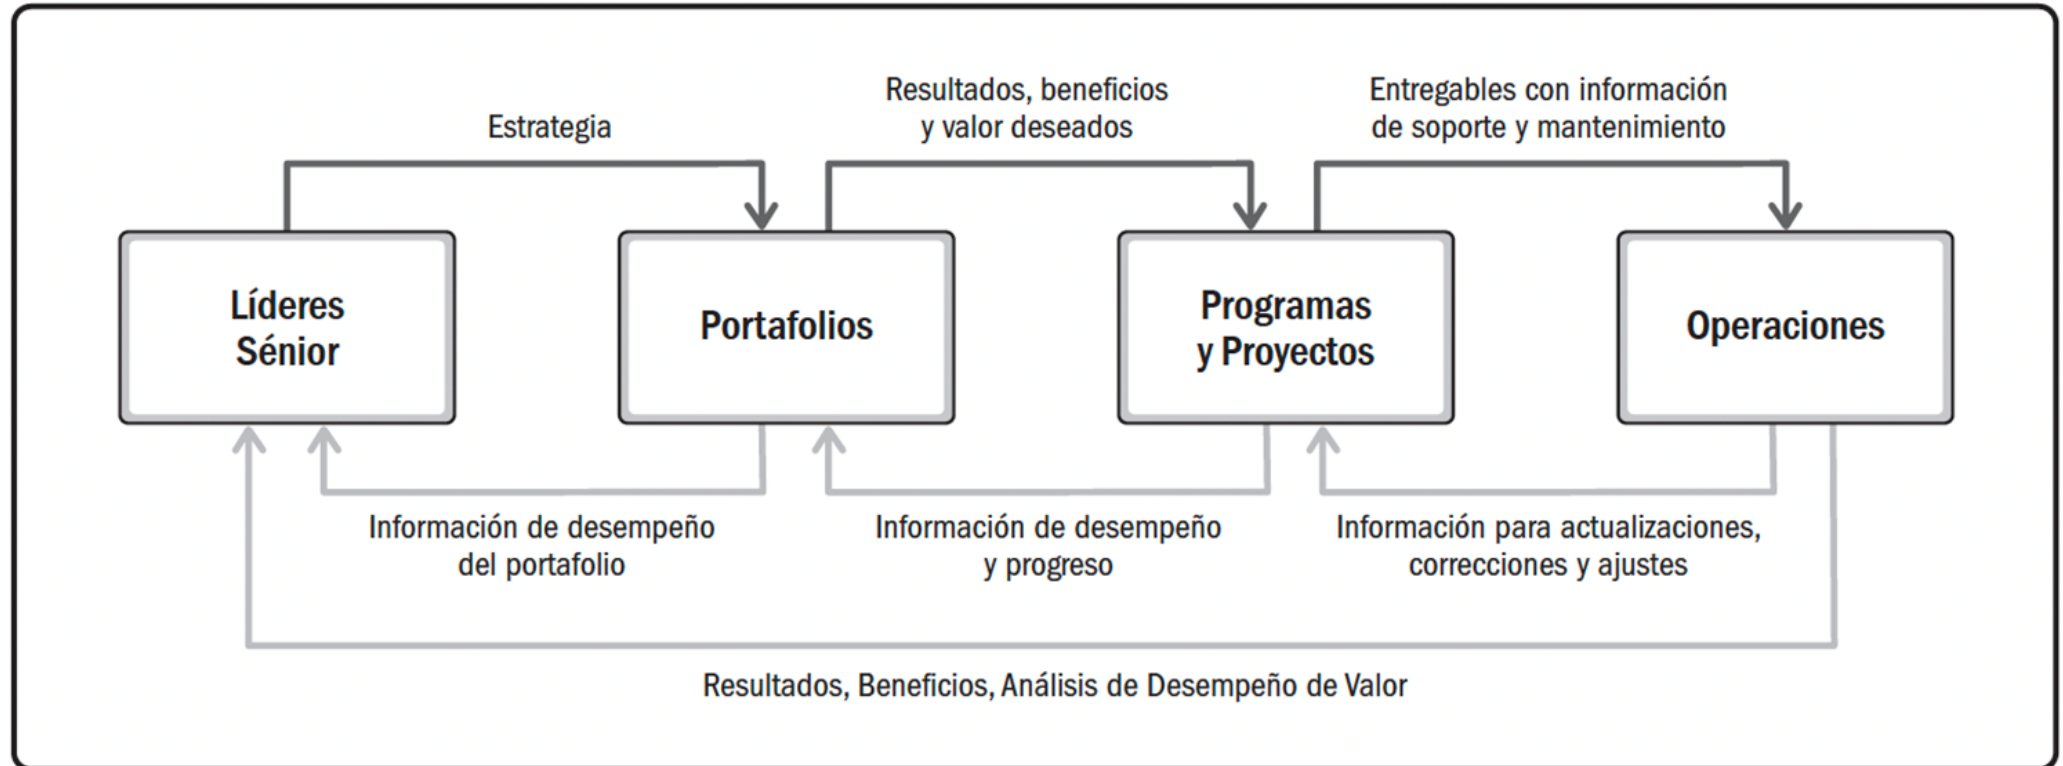 Resultados, beneficios
y valor deseados
Entregables con información
de soporte y mantenimiento
Estrategia
Líderes
Sénior
Portafolios
Programas
y Proyectos
Operaciones
Información de desempeño
del portafolio
Información de desempeño
y progreso
Información para actualizaciones,
correcciones y ajustes
Resultados, Beneficios, Análisis de Desempeño de Valor